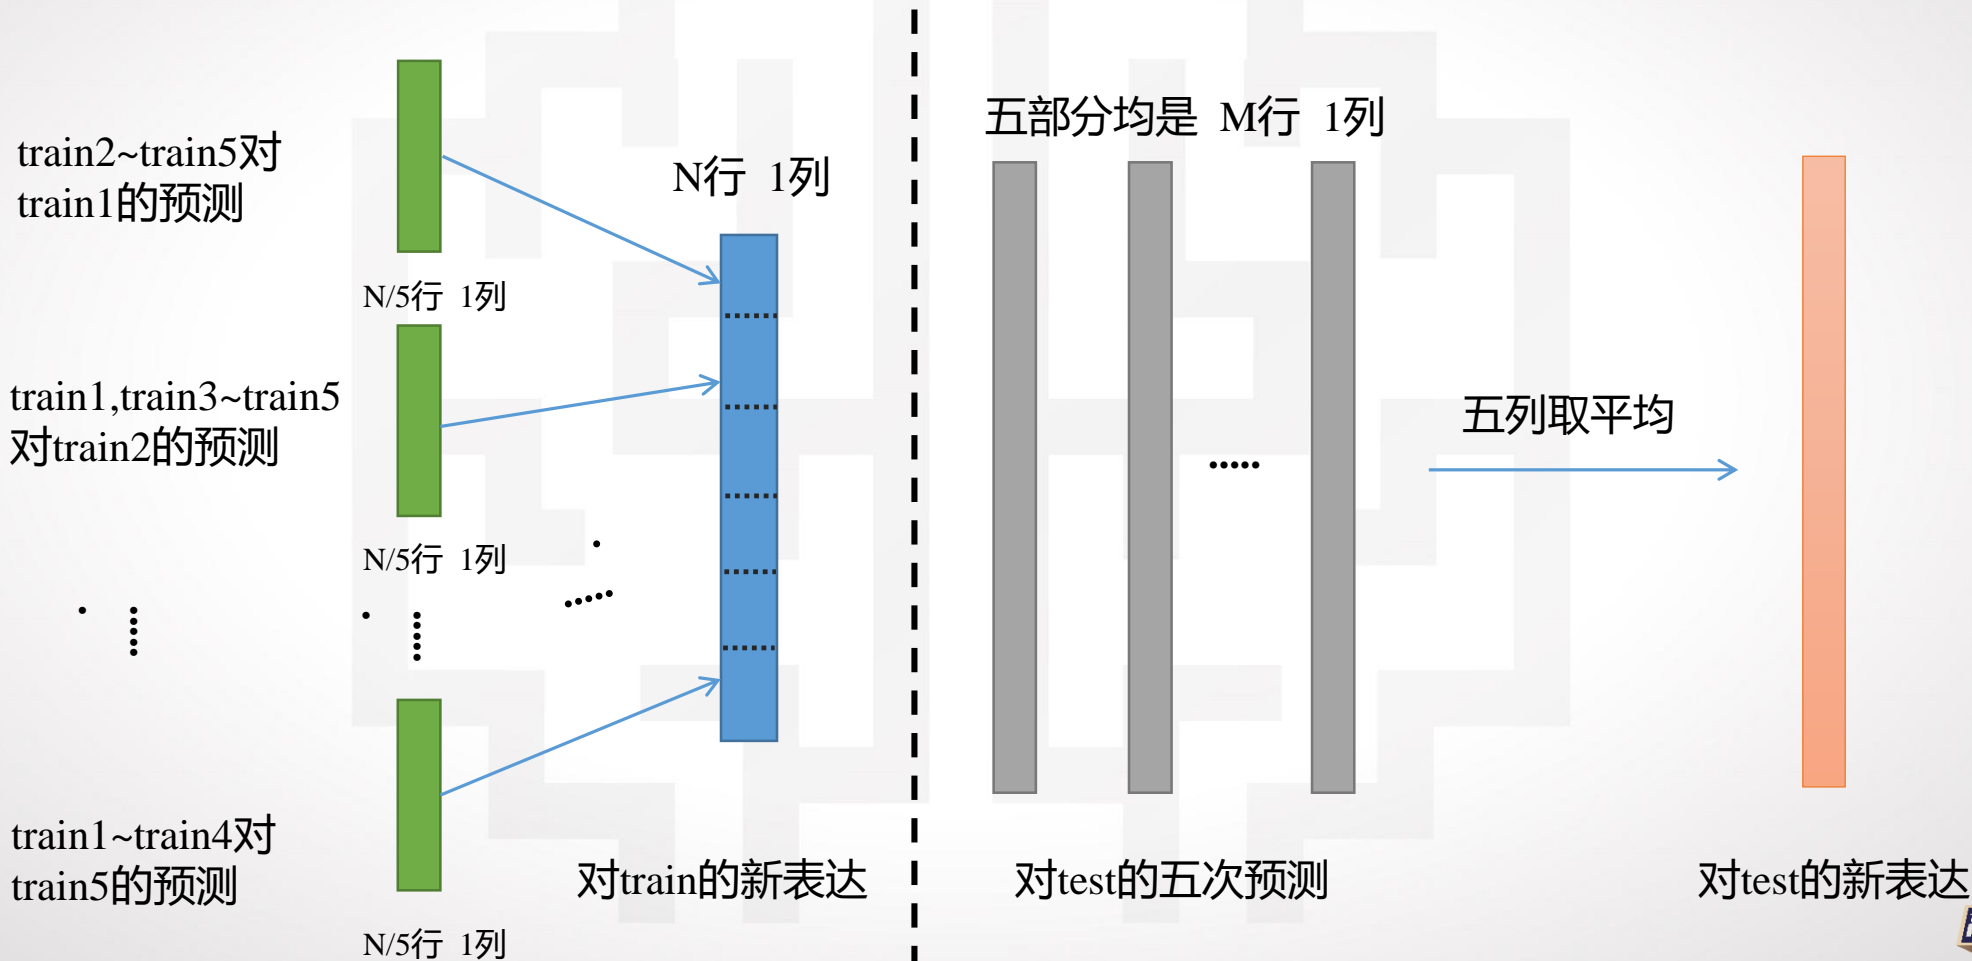 train2~train5对
train1的预测
N/5行 1列
train1,train3~train5
对train2的预测
N/5行 1列
train1~train4对
train5的预测
N/5行 1列
N行 1列
对train的新表达
五部分均是 M行 1列
对test的五次预测
五列取平均
对test的新表达